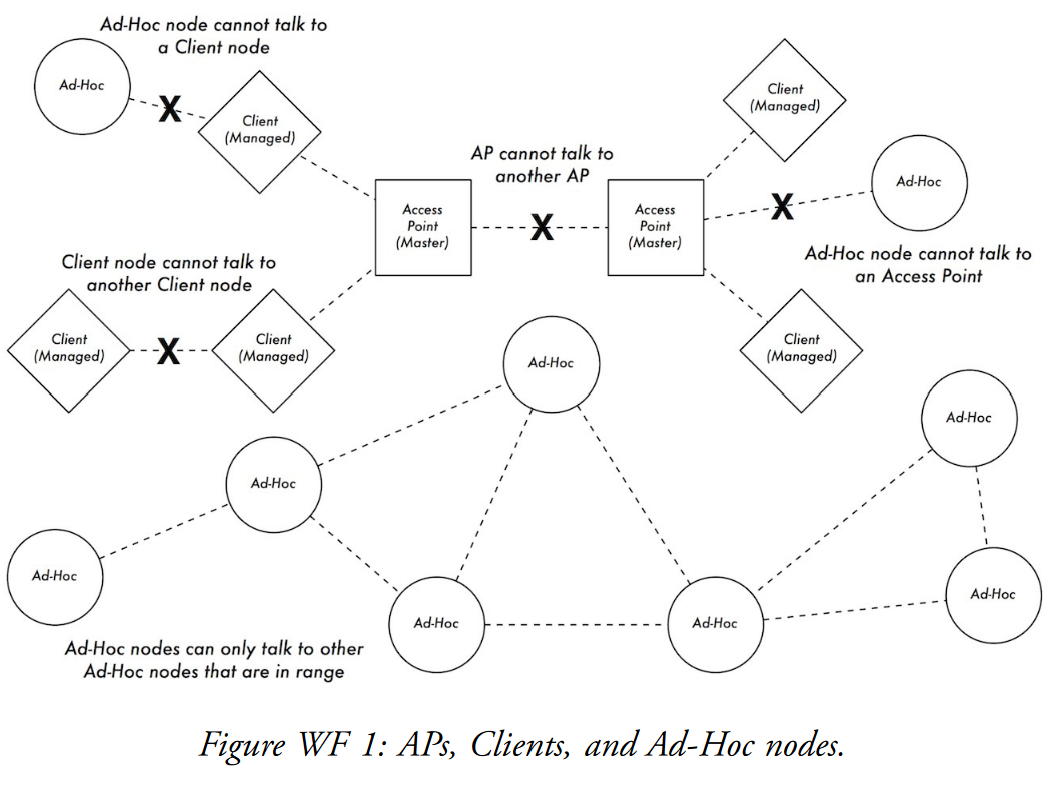 Ad-Hoc node cannot talk to
a Client node
Ad-Hoc
X
Client
(Managed)
Client
(Managed)
AP cannot talk to
another AP
Access
Point
(Master)
X
Access
Point
(Master)
X
Ad-Hoc
Ad-Hoc node cannot talk to
an Access Point
Client node cannot talk to
another Client node
Client
(Managed)
X
Client
(Managed)
Client
(Managed)
Ad-Hoc
Ad-Hoc
Ad-Hoc
Ad-Hoc
Ad-Hoc
Ad-Hoc
Ad-Hoc
Ad-Hoc nodes can only talk to other
Ad-Hoc nodes that are in range
Figure WF 1: APs, Clients, and Ad-Hoc nodes.